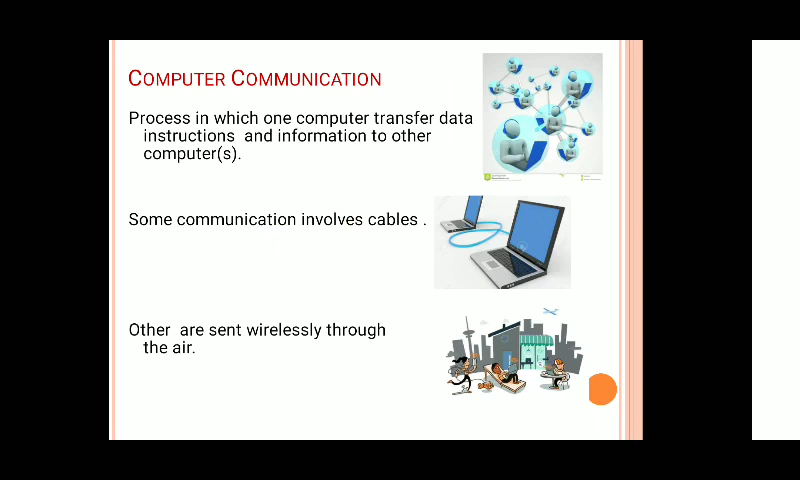 COMPUTER COMMUNICATION
Process in which one computer transfer data
instructions and information to other
computer(s).
Some communication involves cables .
Other are sent wirelessly through
the air.